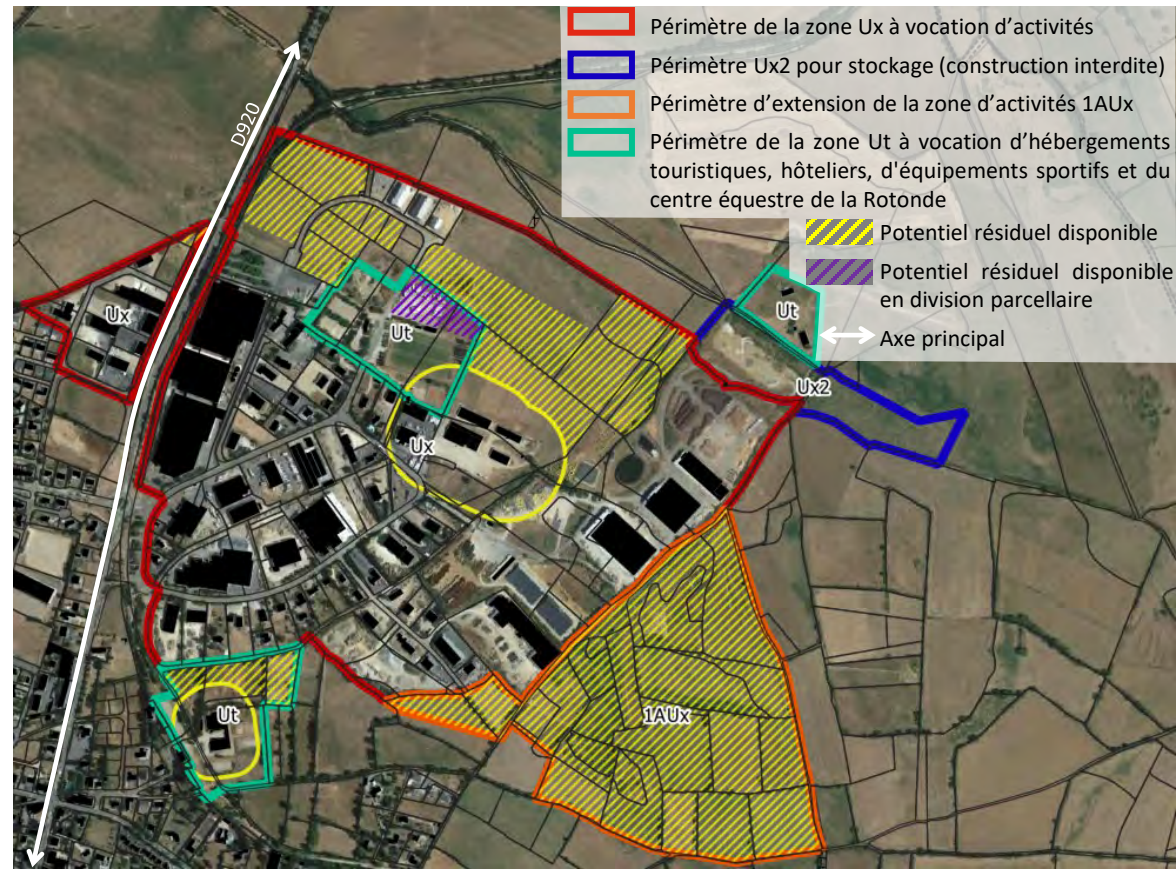 Périmètre de la zone Ux à vocation d’activités
Périmètre Ux2 pour stockage (construction interdite)
Périmètre d’extension de la zone d’activités 1AUx
Périmètre de la zone Ut à vocation d’hébergements
touristiques, hôteliers, d'équipements sportifs et du
centre équestre de la Rotonde
Potentiel résiduel disponible
Potentiel résiduel disponible
en division parcellaire
Axe principal
D920
Ux
Ut
Ut
Ux2
Ux
Ut
1AUx